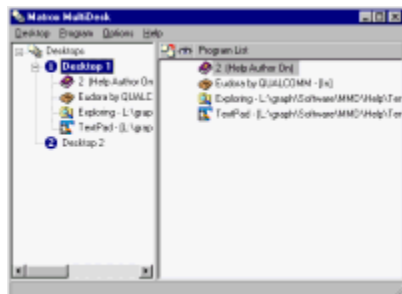 Matrox MultiDesk
Desktop Program Options Help
Desktops
Desktop 1
2 (Help Author On
Eudora by QUALC
Exploring - L:\grap
TextPad - [L:\grap
Desktop 2
Program List
2 (Help Author On)
Eudora by QUALCOMM - [In]
Exploring - L:\graph\Software\MMD\Help\Ter
TextPad - [L:\graph\Software\MMD\Help\Ter